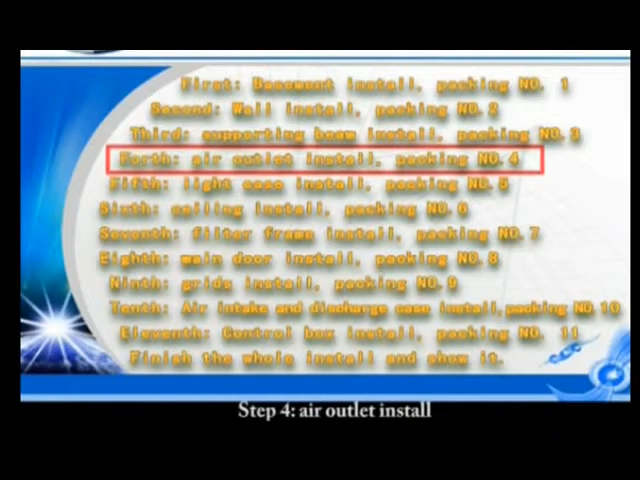 First: Basement install, packing NO. 1
Second: Wall install, packing NO.2
Third: supporting beam install, packing NO.3
Forth: air outlet install, packing NO.4
Fifth: light case install, packing NO.5
Sixth: ceiling install, packing NO.6
Seventh: filter frame install, packing NO.7
Eighth: main door install, packing NO.8
Ninth: grids install, packing NO.9
Tenth: Air intake and discharge case install,packing NO 10
Eleventh: Control box install, packing NO. 11
Finish the whole install and show it.
Step 4: air outlet install